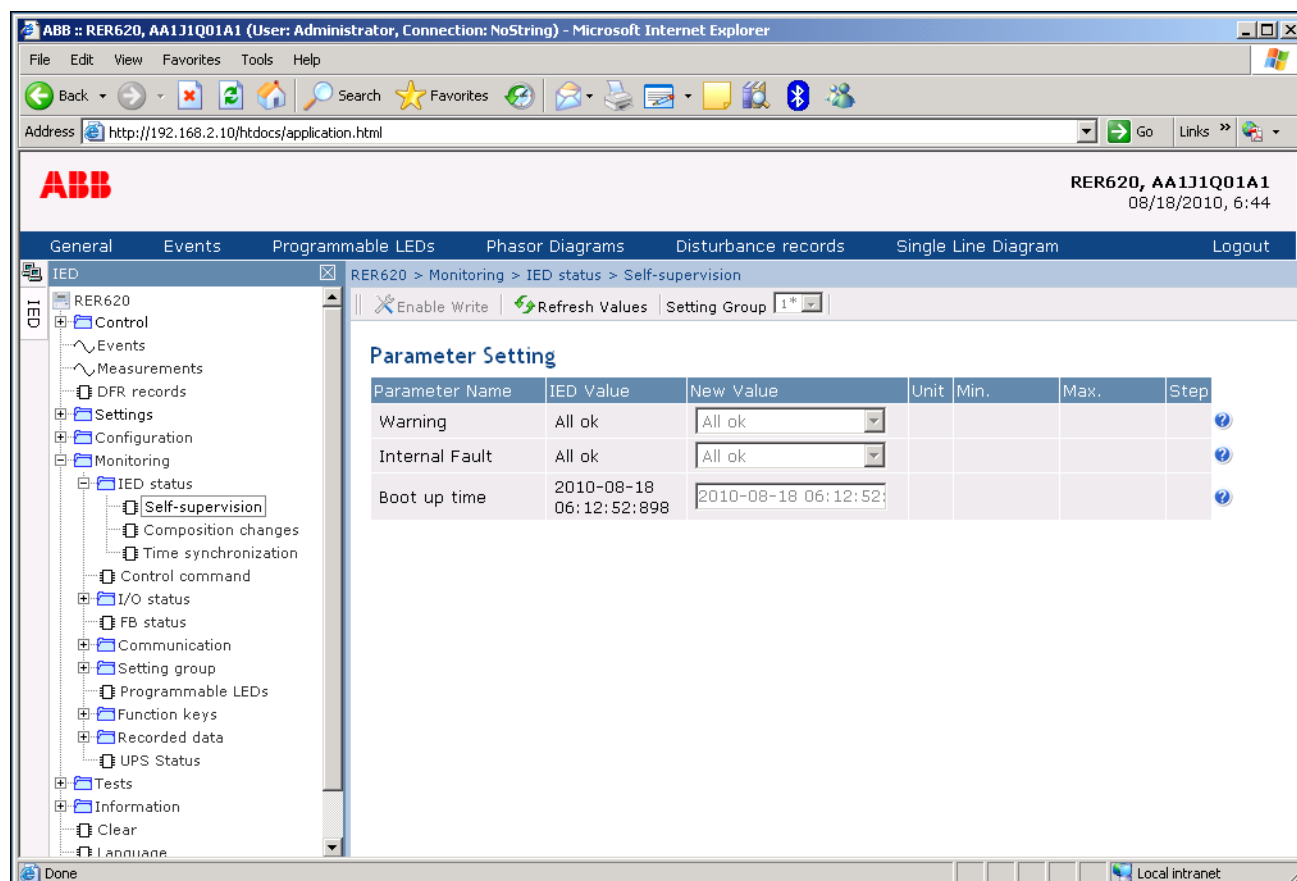 ABB :: RER620, AA1J1Q01A1 (User: Administrator, Connection: NoString) - Microsoft Internet Explorer
File Edit View Favorites Tools Help
Back Search Favorites
Address http://192.168.2.10/htdocs/application.html Go Links »
ABB
RER620, AA1J1Q01A1
08/18/2010, 6:44
General Events Programmable LEDs Phasor Diagrams Disturbance records Single Line Diagram Logout
IED
IED
RER620 > Monitoring > IED status > Self-supervision
Enable Write Refresh Values Setting Group 1*
RER620
Control
Events
Measurements
DFR records
Settings
Configuration
Monitoring
IED status
Self-supervision
Composition changes
Time synchronization
Control command
I/O status
FB status
Communication
Setting group
Programmable LEDs
Function keys
Recorded data
UPS Status
Tests
Information
Clear
Language
Parameter Setting
Parameter Name IED Value New Value Unit Min. Max. Step
Warning All ok All ok
Internal Fault All ok All ok
Boot up time 2010-08-18 06:12:52:898 2010-08-18 06:12:52:
Done Local intranet